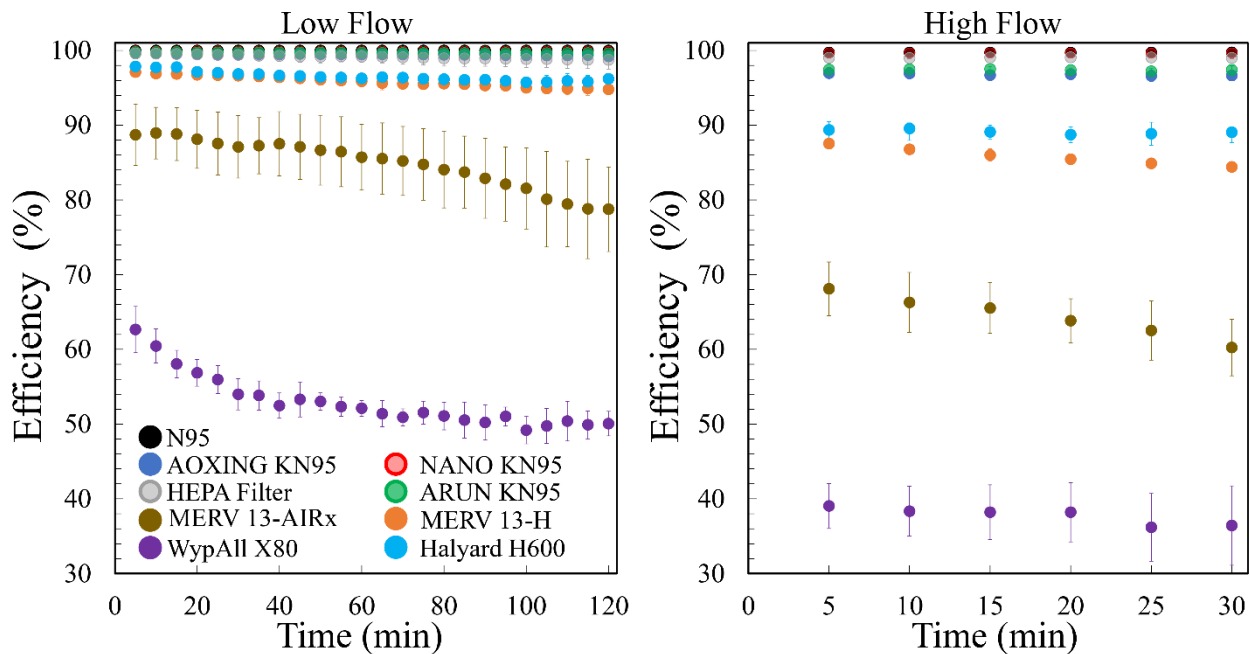 Low Flow
Efficiency (%)
100
90
80
70
60
50
40
30
N95
AOXING KN95 NANO KN95
HEPA Filter ARUN KN95
MERV 13-AIRx MERV 13-H
WypAll X80 Halyard H600
0 20 40 60 80 100 120
Time (min)
High Flow
Efficiency (%)
100
90
80
70
60
50
40
30
0 5 10 15 20 25 30
Time (min)